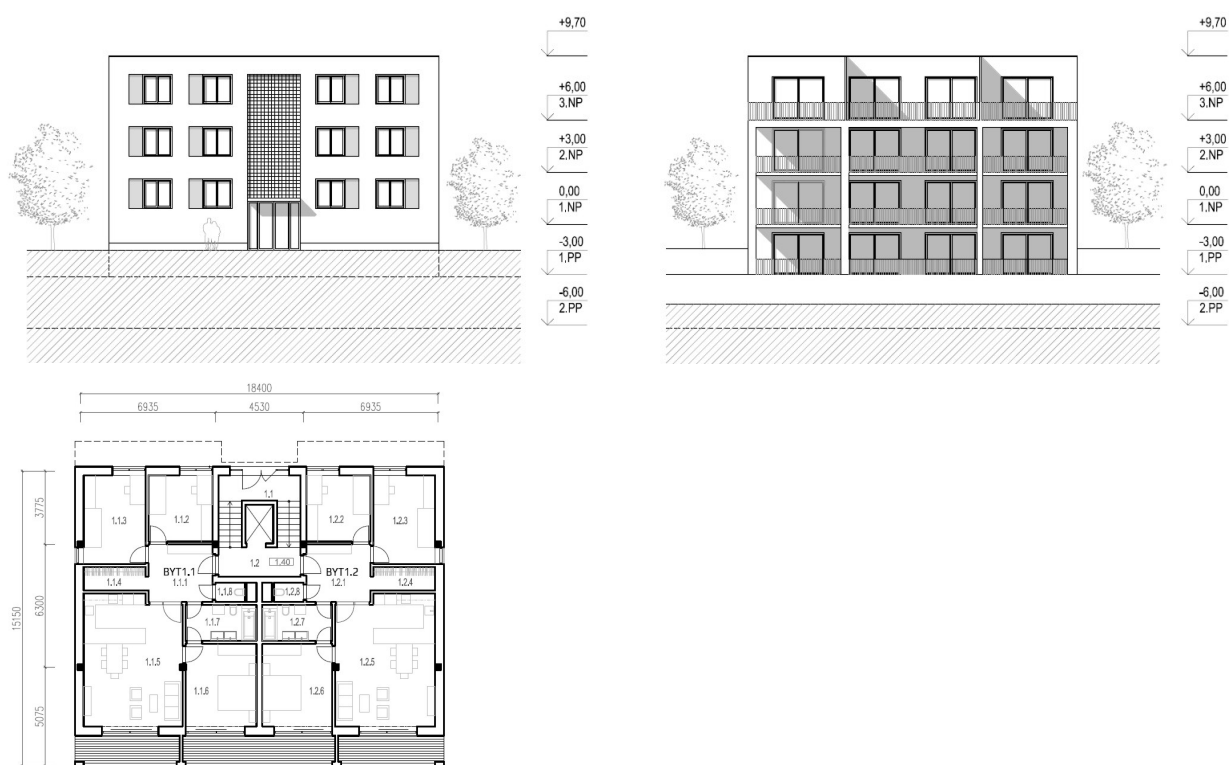 +9,70
+6,00
3.NP
+3,00
2.NP
0,00
1.NP
-3,00
1.PP
-6,00
2.PP
+9,70
+6,00
3.NP
+3,00
2.NP
0,00
1.NP
-3,00
1.PP
-6,00
2.PP
18400
6935 4530 6935
15150
3775
6300
5075
1.1
1.1.3 1.1.2 1.2.2 1.2.3
1.2 1.40
BYT1.1 BYT1.2
1.1.4 1.1.1 1.2.1 1.2.4
1.1.8 1.2.8
1.1.7 1.2.7
1.1.5 1.2.5
1.1.6 1.2.6